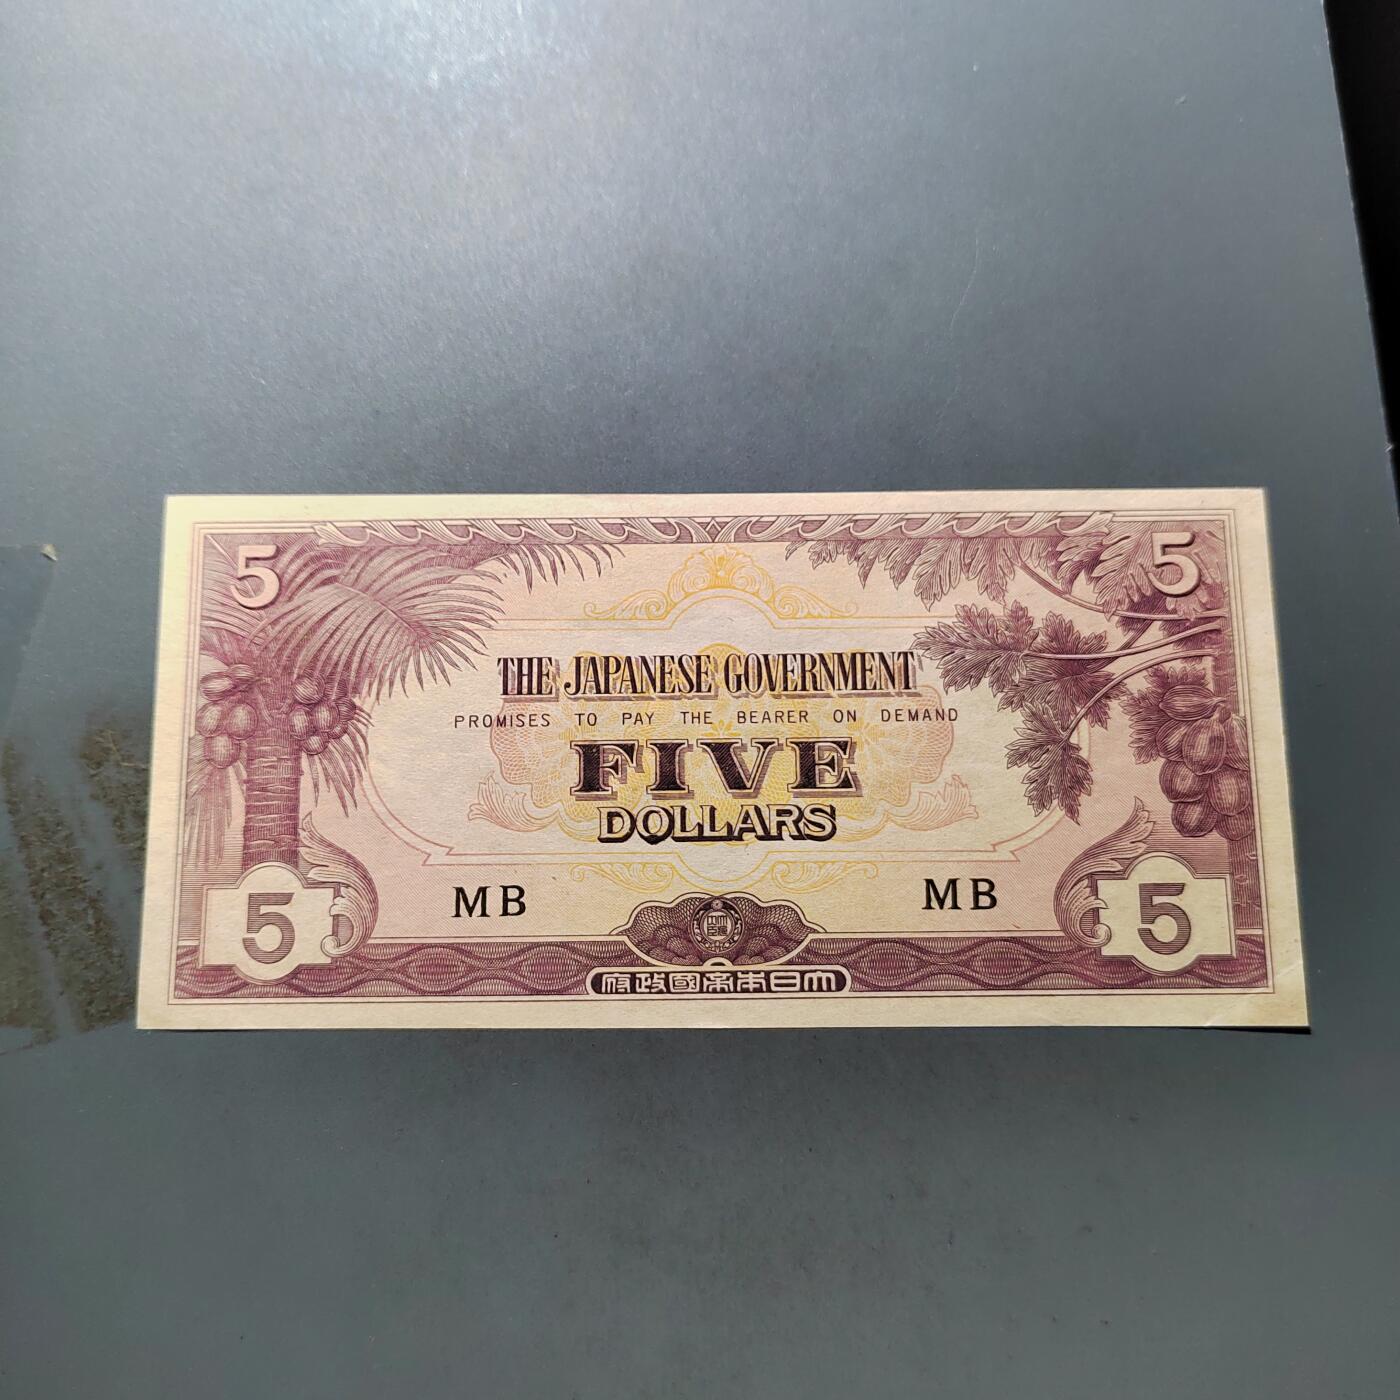 5 5
THE JAPANESE GOVERNMENT
PROMISES TO PAY THE BEARER ON DEMAND
FIVE
DOLLARS
MB MB
5 5
府政國帝本日大